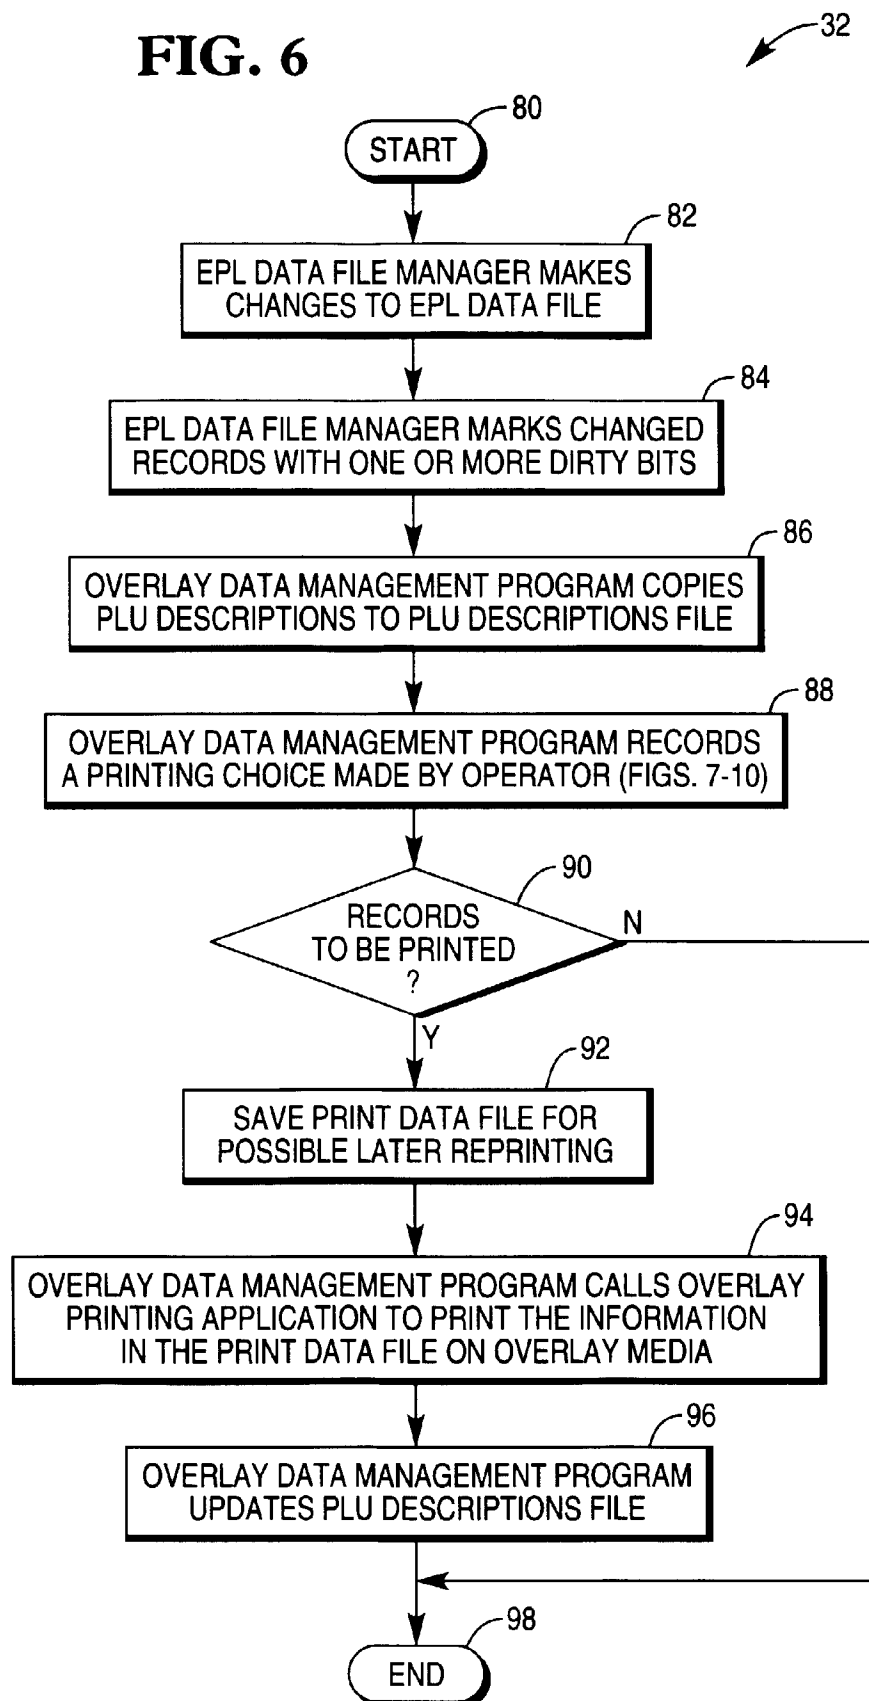 FIG. 6
32
80
START
82
EPL DATA FILE MANAGER MAKES
CHANGES TO EPL DATA FILE
84
EPL DATA FILE MANAGER MARKS CHANGED
RECORDS WITH ONE OR MORE DIRTY BITS
86
OVERLAY DATA MANAGEMENT PROGRAM COPIES
PLU DESCRIPTIONS TO PLU DESCRIPTIONS FILE
88
OVERLAY DATA MANAGEMENT PROGRAM RECORDS
A PRINTING CHOICE MADE BY OPERATOR (FIGS. 7-10)
90
RECORDS
TO BE PRINTED
?
N
Y
92
SAVE PRINT DATA FILE FOR
POSSIBLE LATER REPRINTING
94
OVERLAY DATA MANAGEMENT PROGRAM CALLS OVERLAY
PRINTING APPLICATION TO PRINT THE INFORMATION
IN THE PRINT DATA FILE ON OVERLAY MEDIA
96
OVERLAY DATA MANAGEMENT PROGRAM
UPDATES PLU DESCRIPTIONS FILE
98
END